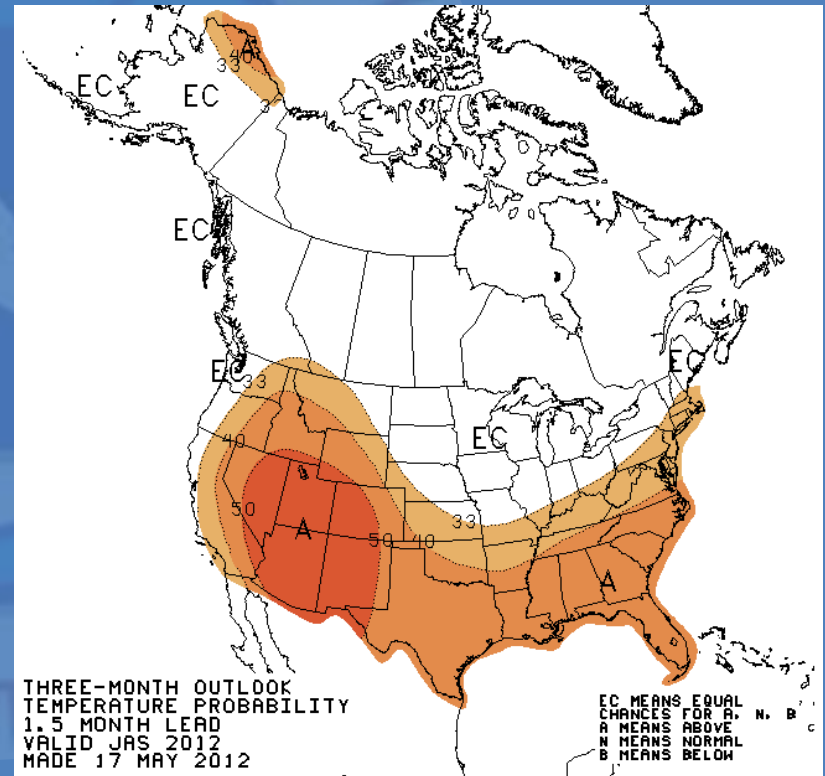 A
40
33
EC
EC
3
EC
EC
EC
33
40
EC
50
33
A
50
40
A
THREE-MONTH OUTLOOK
TEMPERATURE PROBABILITY
1.5 MONTH LEAD
VALID JAS 2012
MADE 17 MAY 2012
EC MEANS EQUAL
CHANCES FOR A, N, B
A MEANS ABOVE
N MEANS NORMAL
B MEANS BELOW